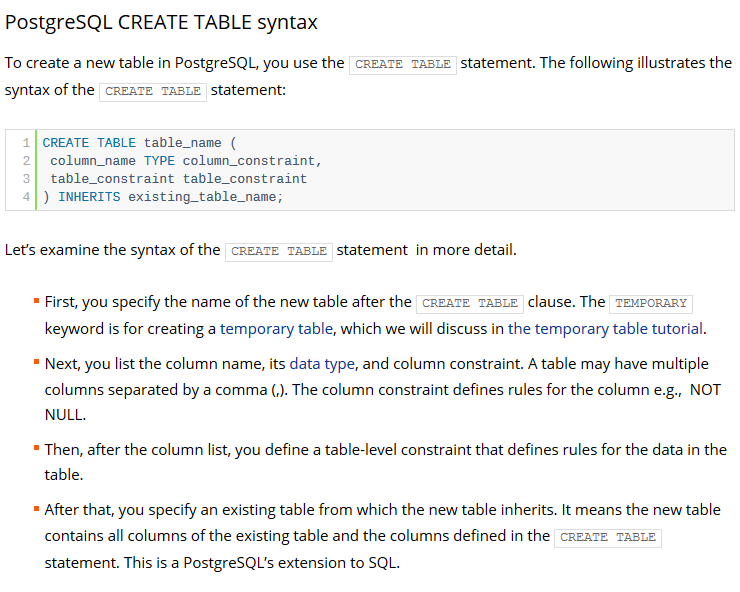 PostgreSQL CREATE TABLE syntax
To create a new table in PostgreSQL, you use the CREATE TABLE statement. The following illustrates the
syntax of the CREATE TABLE statement:
1 CREATE TABLE table_name (
2 column_name TYPE column_constraint,
3 table_constraint table_constraint
4 ) INHERITS existing_table_name;
Let's examine the syntax of the CREATE TABLE statement in more detail.
First, you specify the name of the new table after the CREATE TABLE clause. The TEMPORARY
keyword is for creating a temporary table, which we will discuss in the temporary table tutorial.
Next, you list the column name, its data type, and column constraint. A table may have multiple
columns separated by a comma (,). The column constraint defines rules for the column e.g., NOT
NULL.
Then, after the column list, you define a table-level constraint that defines rules for the data in the
table.
After that, you specify an existing table from which the new table inherits. It means the new table
contains all columns of the existing table and the columns defined in the CREATE TABLE
statement. This is a PostgreSQL's extension to SQL.